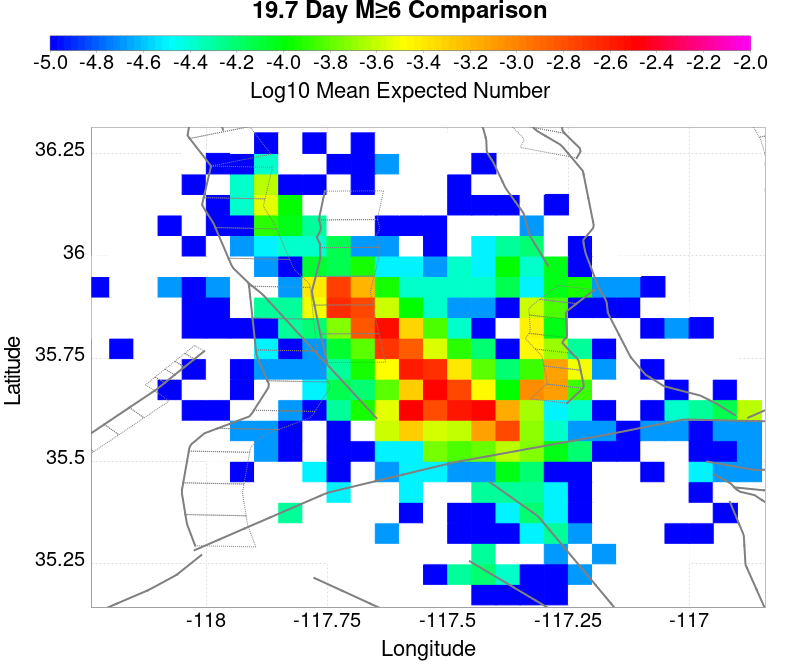 19.7 Day M≥6 Comparison
-5.0 -4.8 -4.6 -4.4 -4.2 -4.0 -3.8 -3.6 -3.4 -3.2 -3.0 -2.8 -2.6 -2.4 -2.2 -2.0
Log10 Mean Expected Number
36.25
36
35.75
35.5
35.25
Latitude
-118 -117.75 -117.5 -117.25 -117
Longitude